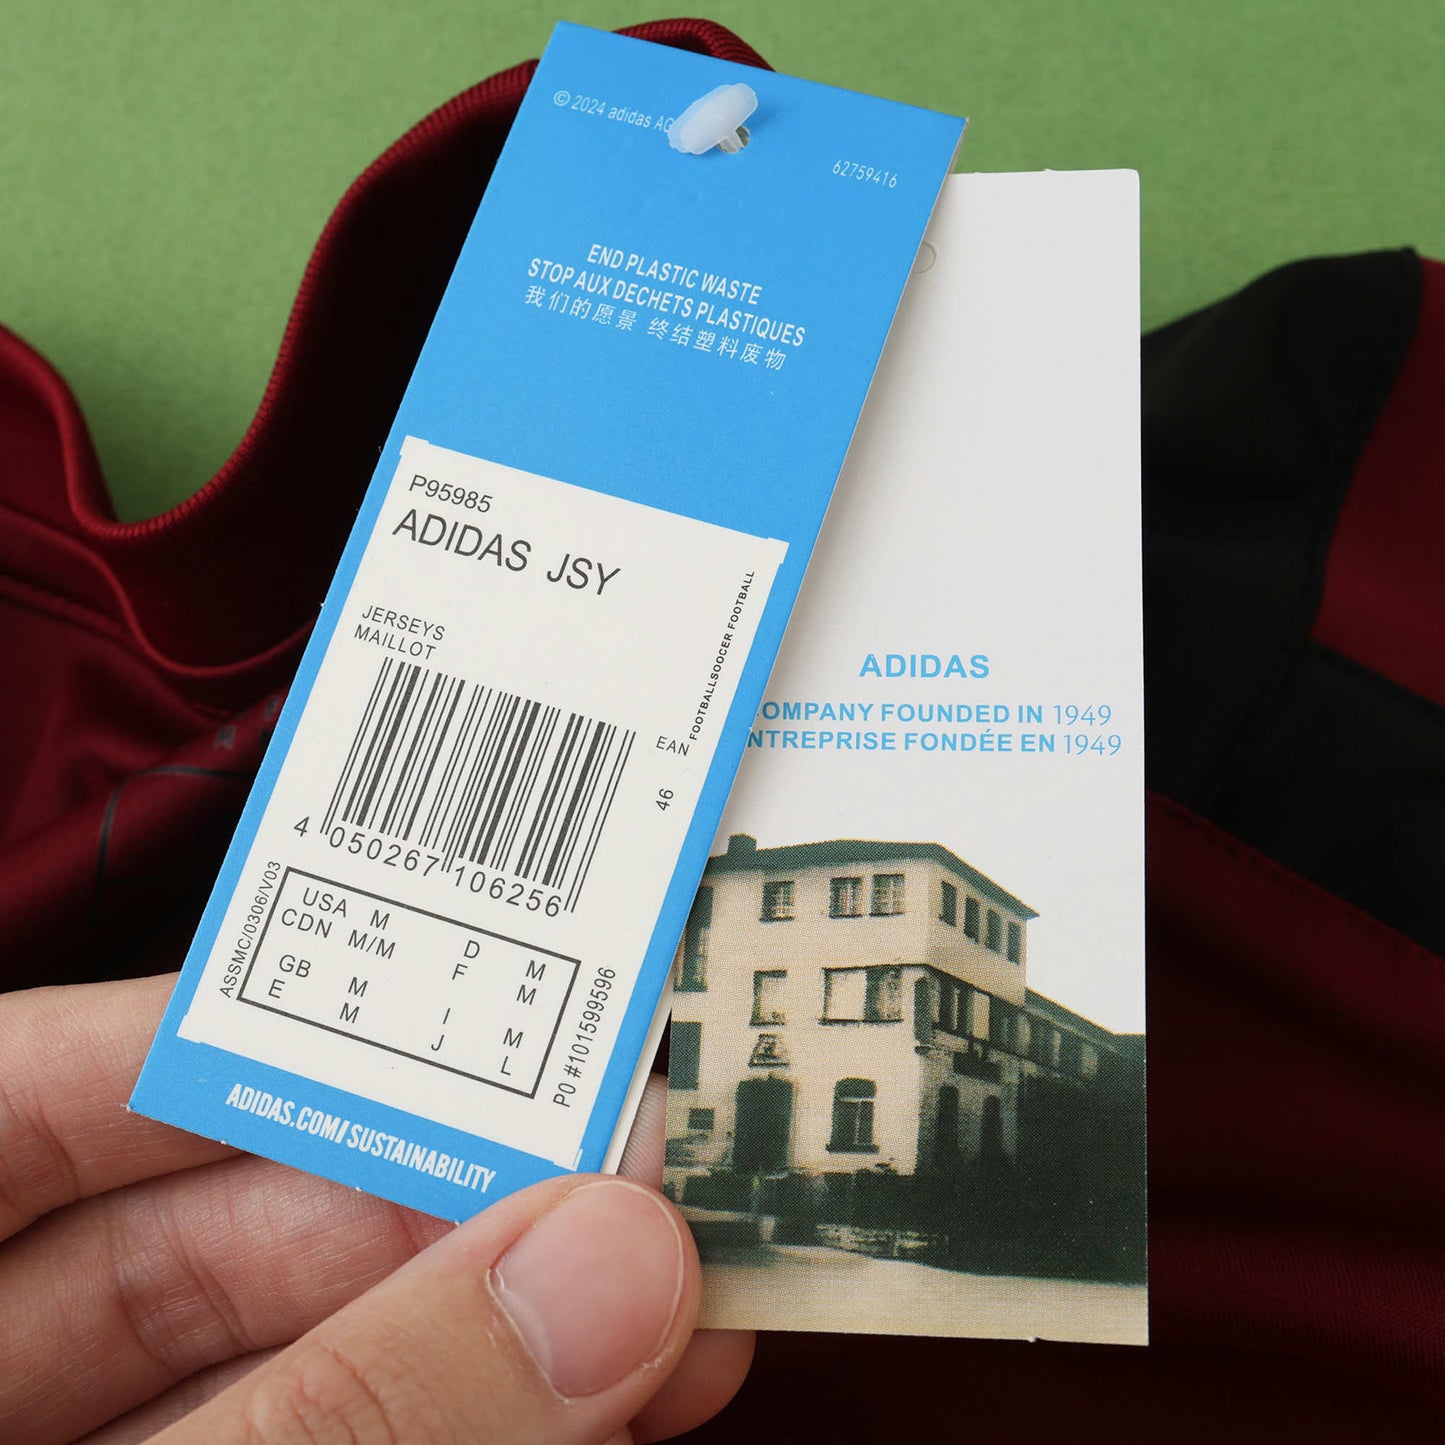 © 2024 adidas AG
62759416
END PLASTIC WASTE
STOP AUX DECHETS PLASTIQUES
我们的愿景 终结塑料废物
P95985
ADIDAS JSY
JERSEYS
MAILLOT
FOOTBALLSOOCER FOOTBALL
EAN
46
4 050267 106256
ASSMC/0306/V03
USA M D M
CDN M/M F M
GB M I M
E M J L
PO #101599596
ADIDAS.COM/SUSTAINABILITY
ADIDAS
OMPANY FOUNDED IN 1949
NTREPRISE FONDÉE EN 1949